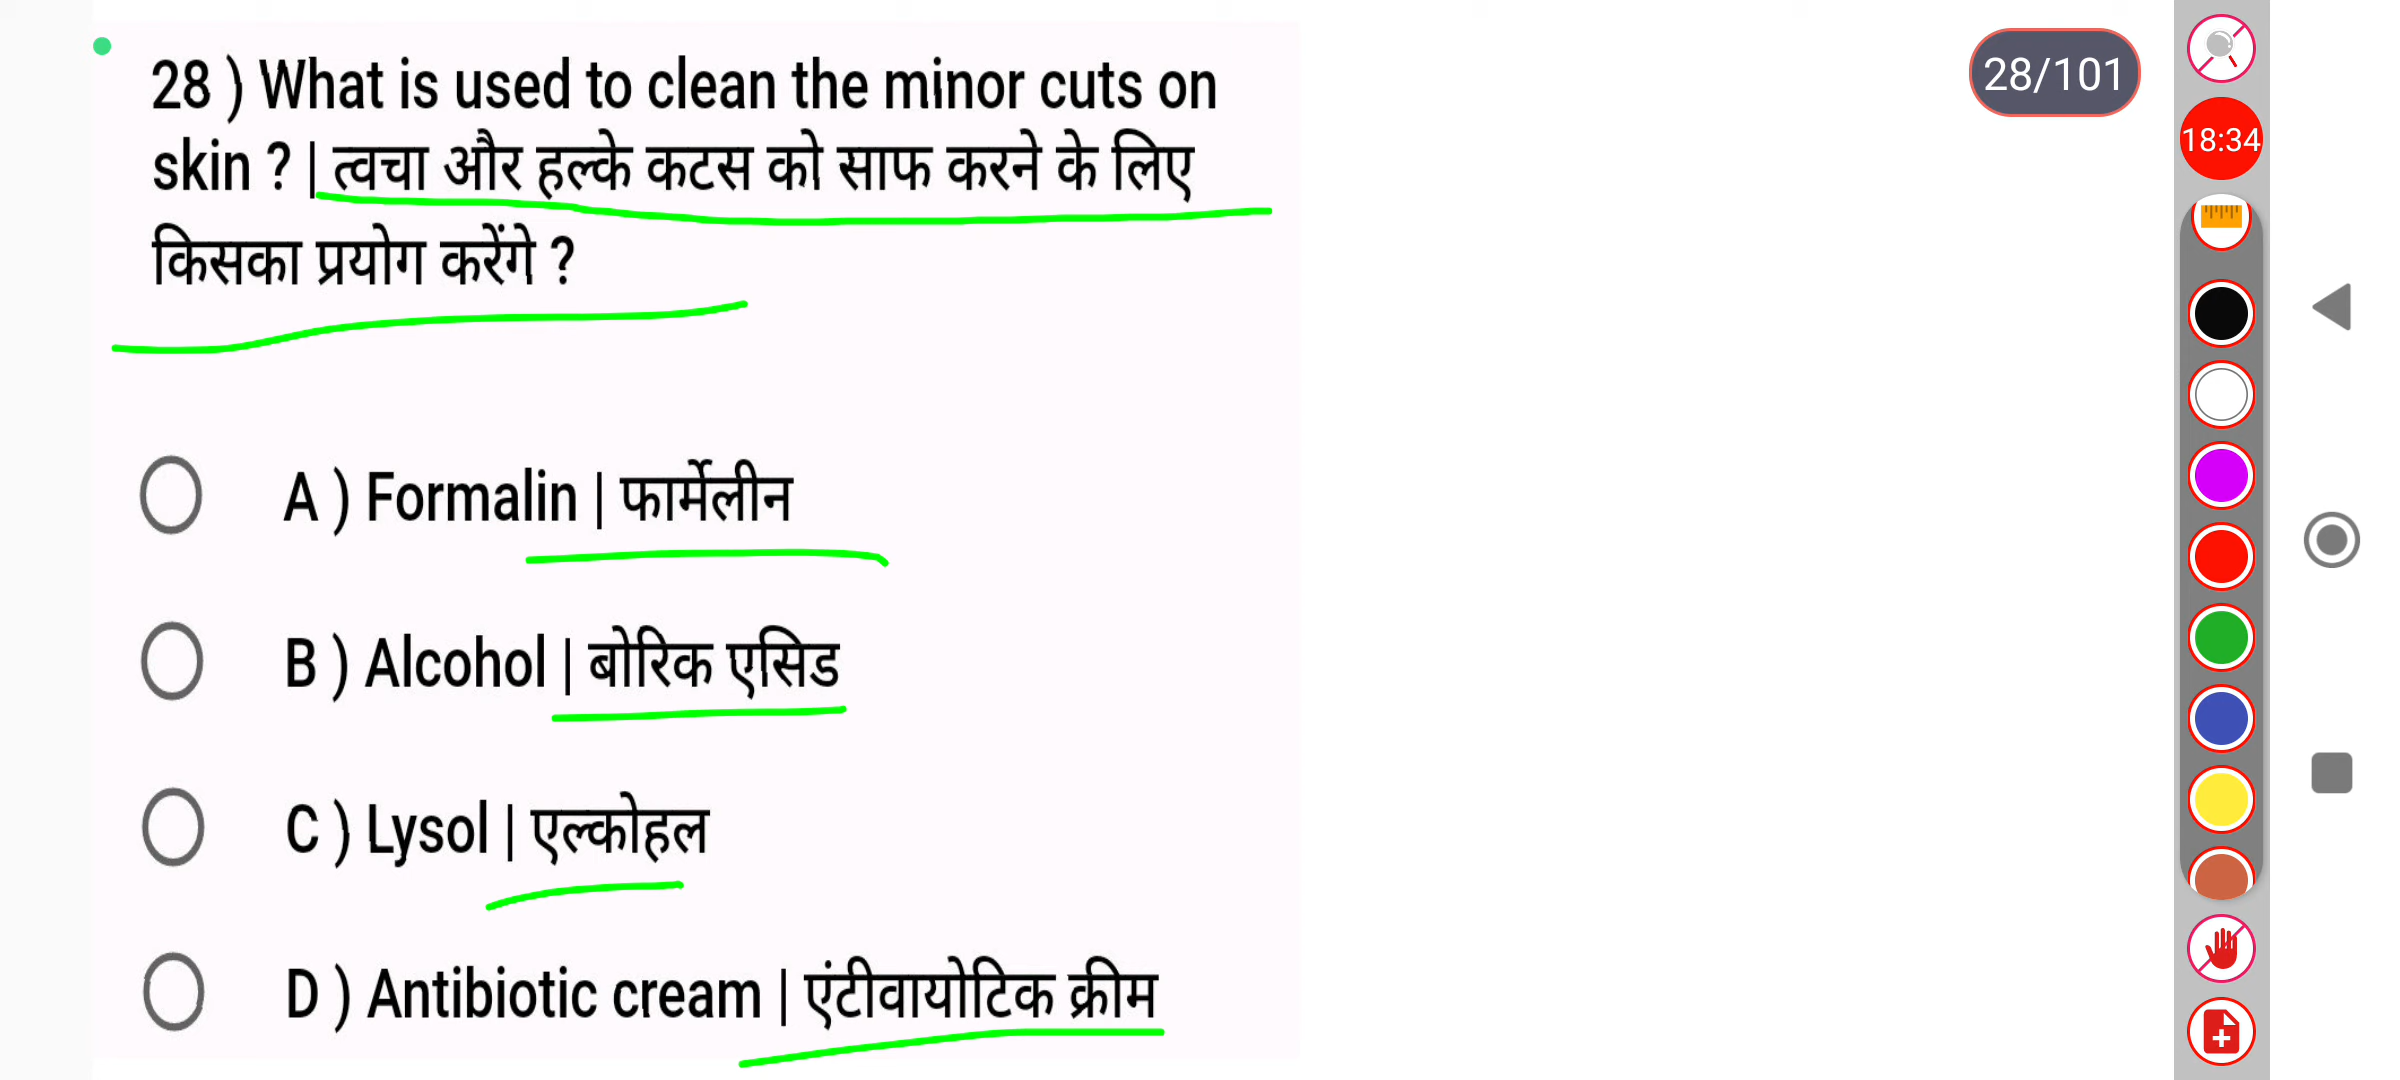 28 ) What is used to clean the minor cuts on
skin ? | त्वचा और हल्के कटस को साफ करने के लिए
किसका प्रयोग करेंगे ?
A ) Formalin | फार्मेलीन
B ) Alcohol | बोरिक एसिड
C ) Lysol | एल्कोहल
D ) Antibiotic cream | एंटीवायोटिक क्रीम
28/101
18:34